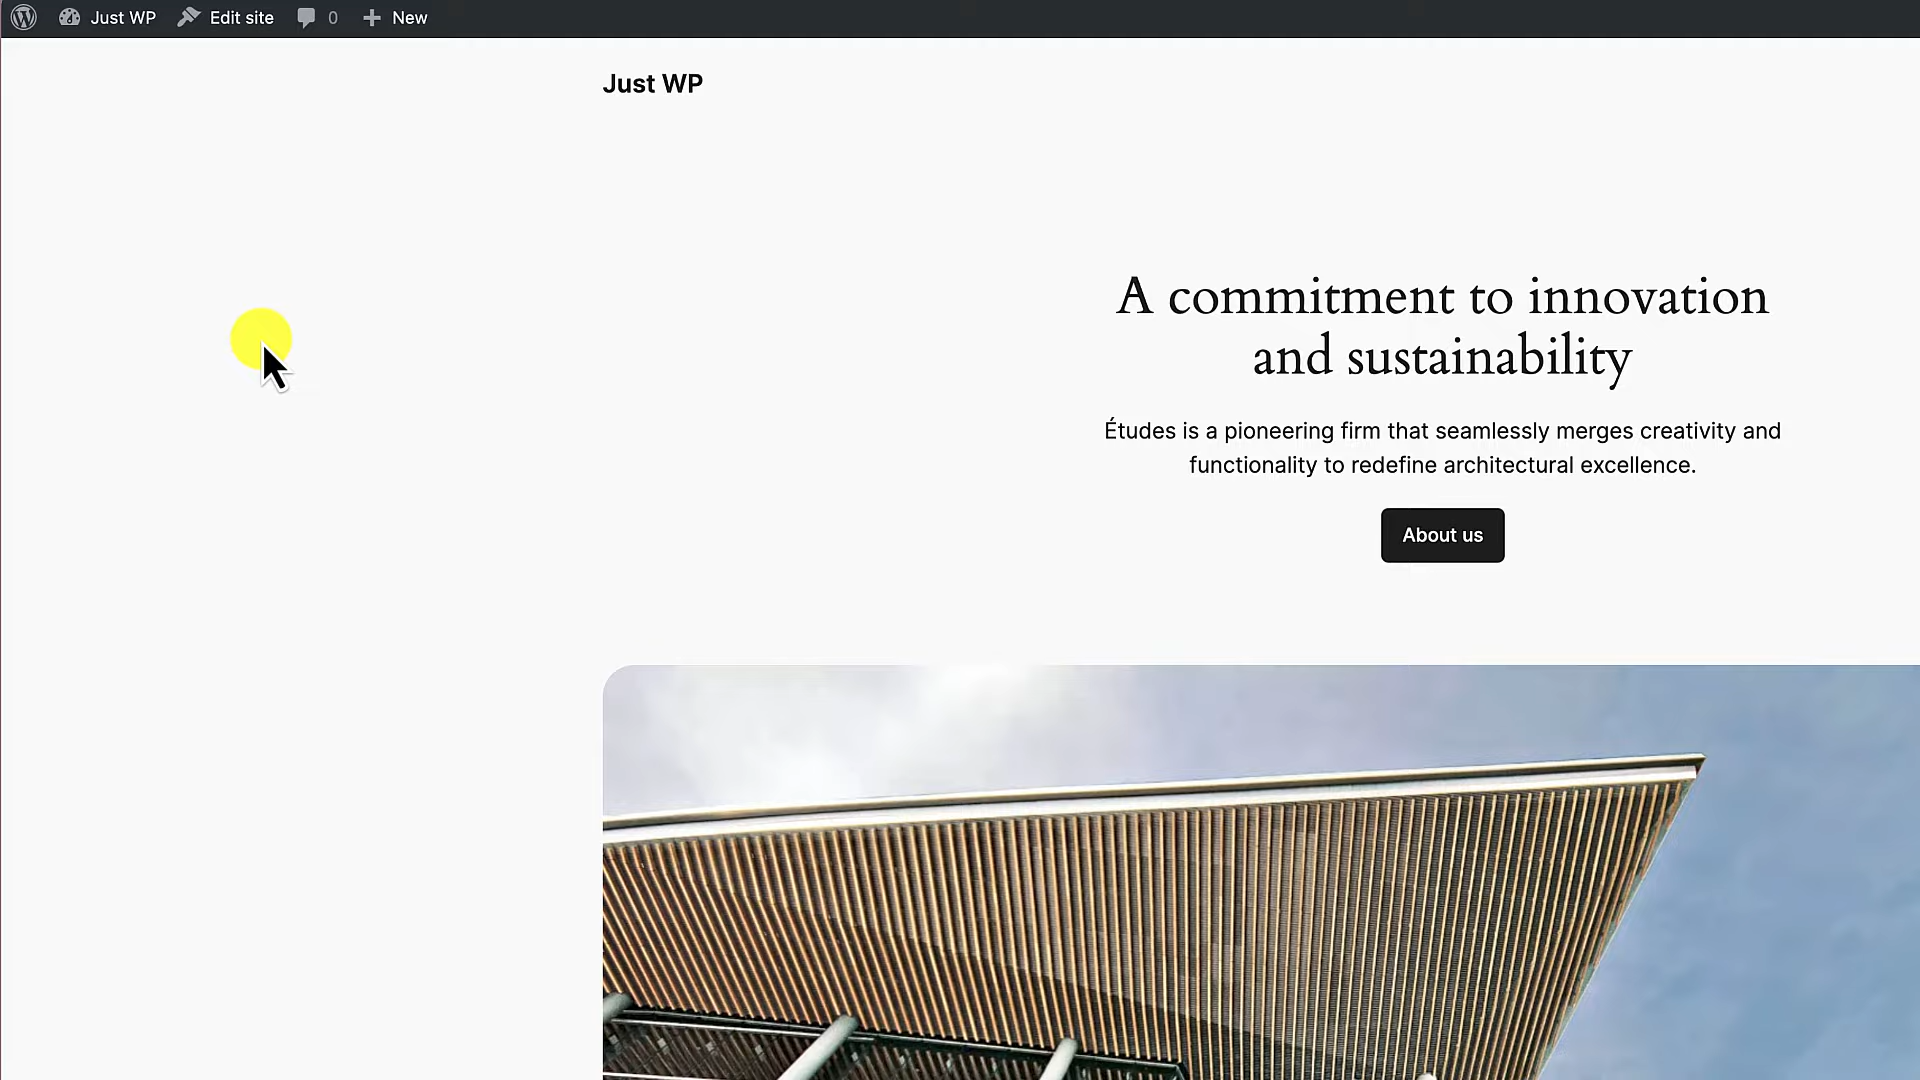 Just WP
Edit site
0
New
Just WP
A commitment to innovation
and sustainability
Études is a pioneering firm that seamlessly merges creativity and
functionality to redefine architectural excellence.
About us